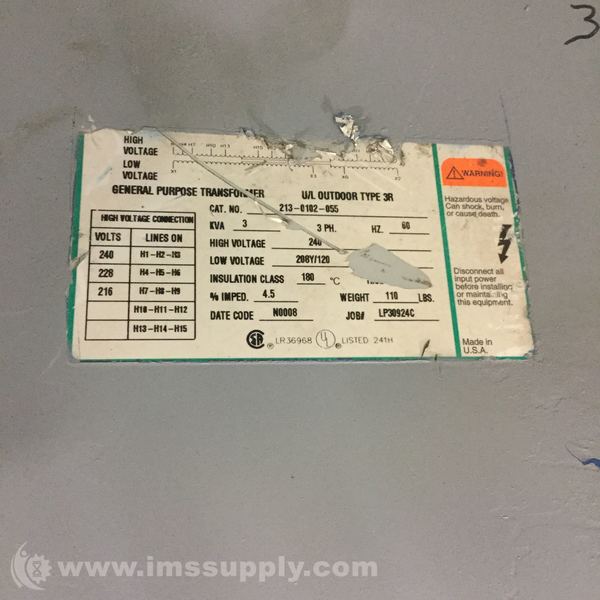 3
HIGH VOLTAGE
LOW VOLTAGE
X1 X3 X0 X2
GENERAL PURPOSE TRANSFORMER U/L OUTDOOR TYPE 3R
CAT. NO. 213-0102-055
KVA 3 3 PH. HZ. 60
HIGH VOLTAGE 240
LOW VOLTAGE 208Y/120
INSULATION CLASS 180 °C
% IMPED. 4.5 WEIGHT 110 LBS.
DATE CODE N0008 JOB# LP30924C
LR36968 LISTED 241H
HIGH VOLTAGE CONNECTION
VOLTS LINES ON
240 H1-H2-H3
228 H4-H5-H6
216 H7-H8-H9
H10-H11-H12
H13-H14-H15
WARNING!
Hazardous voltage
Can shock, burn,
or cause death.
Disconnect all
input power
before installing
or maintaining
this equipment.
Made in
U.S.A.
www.imssupply.com